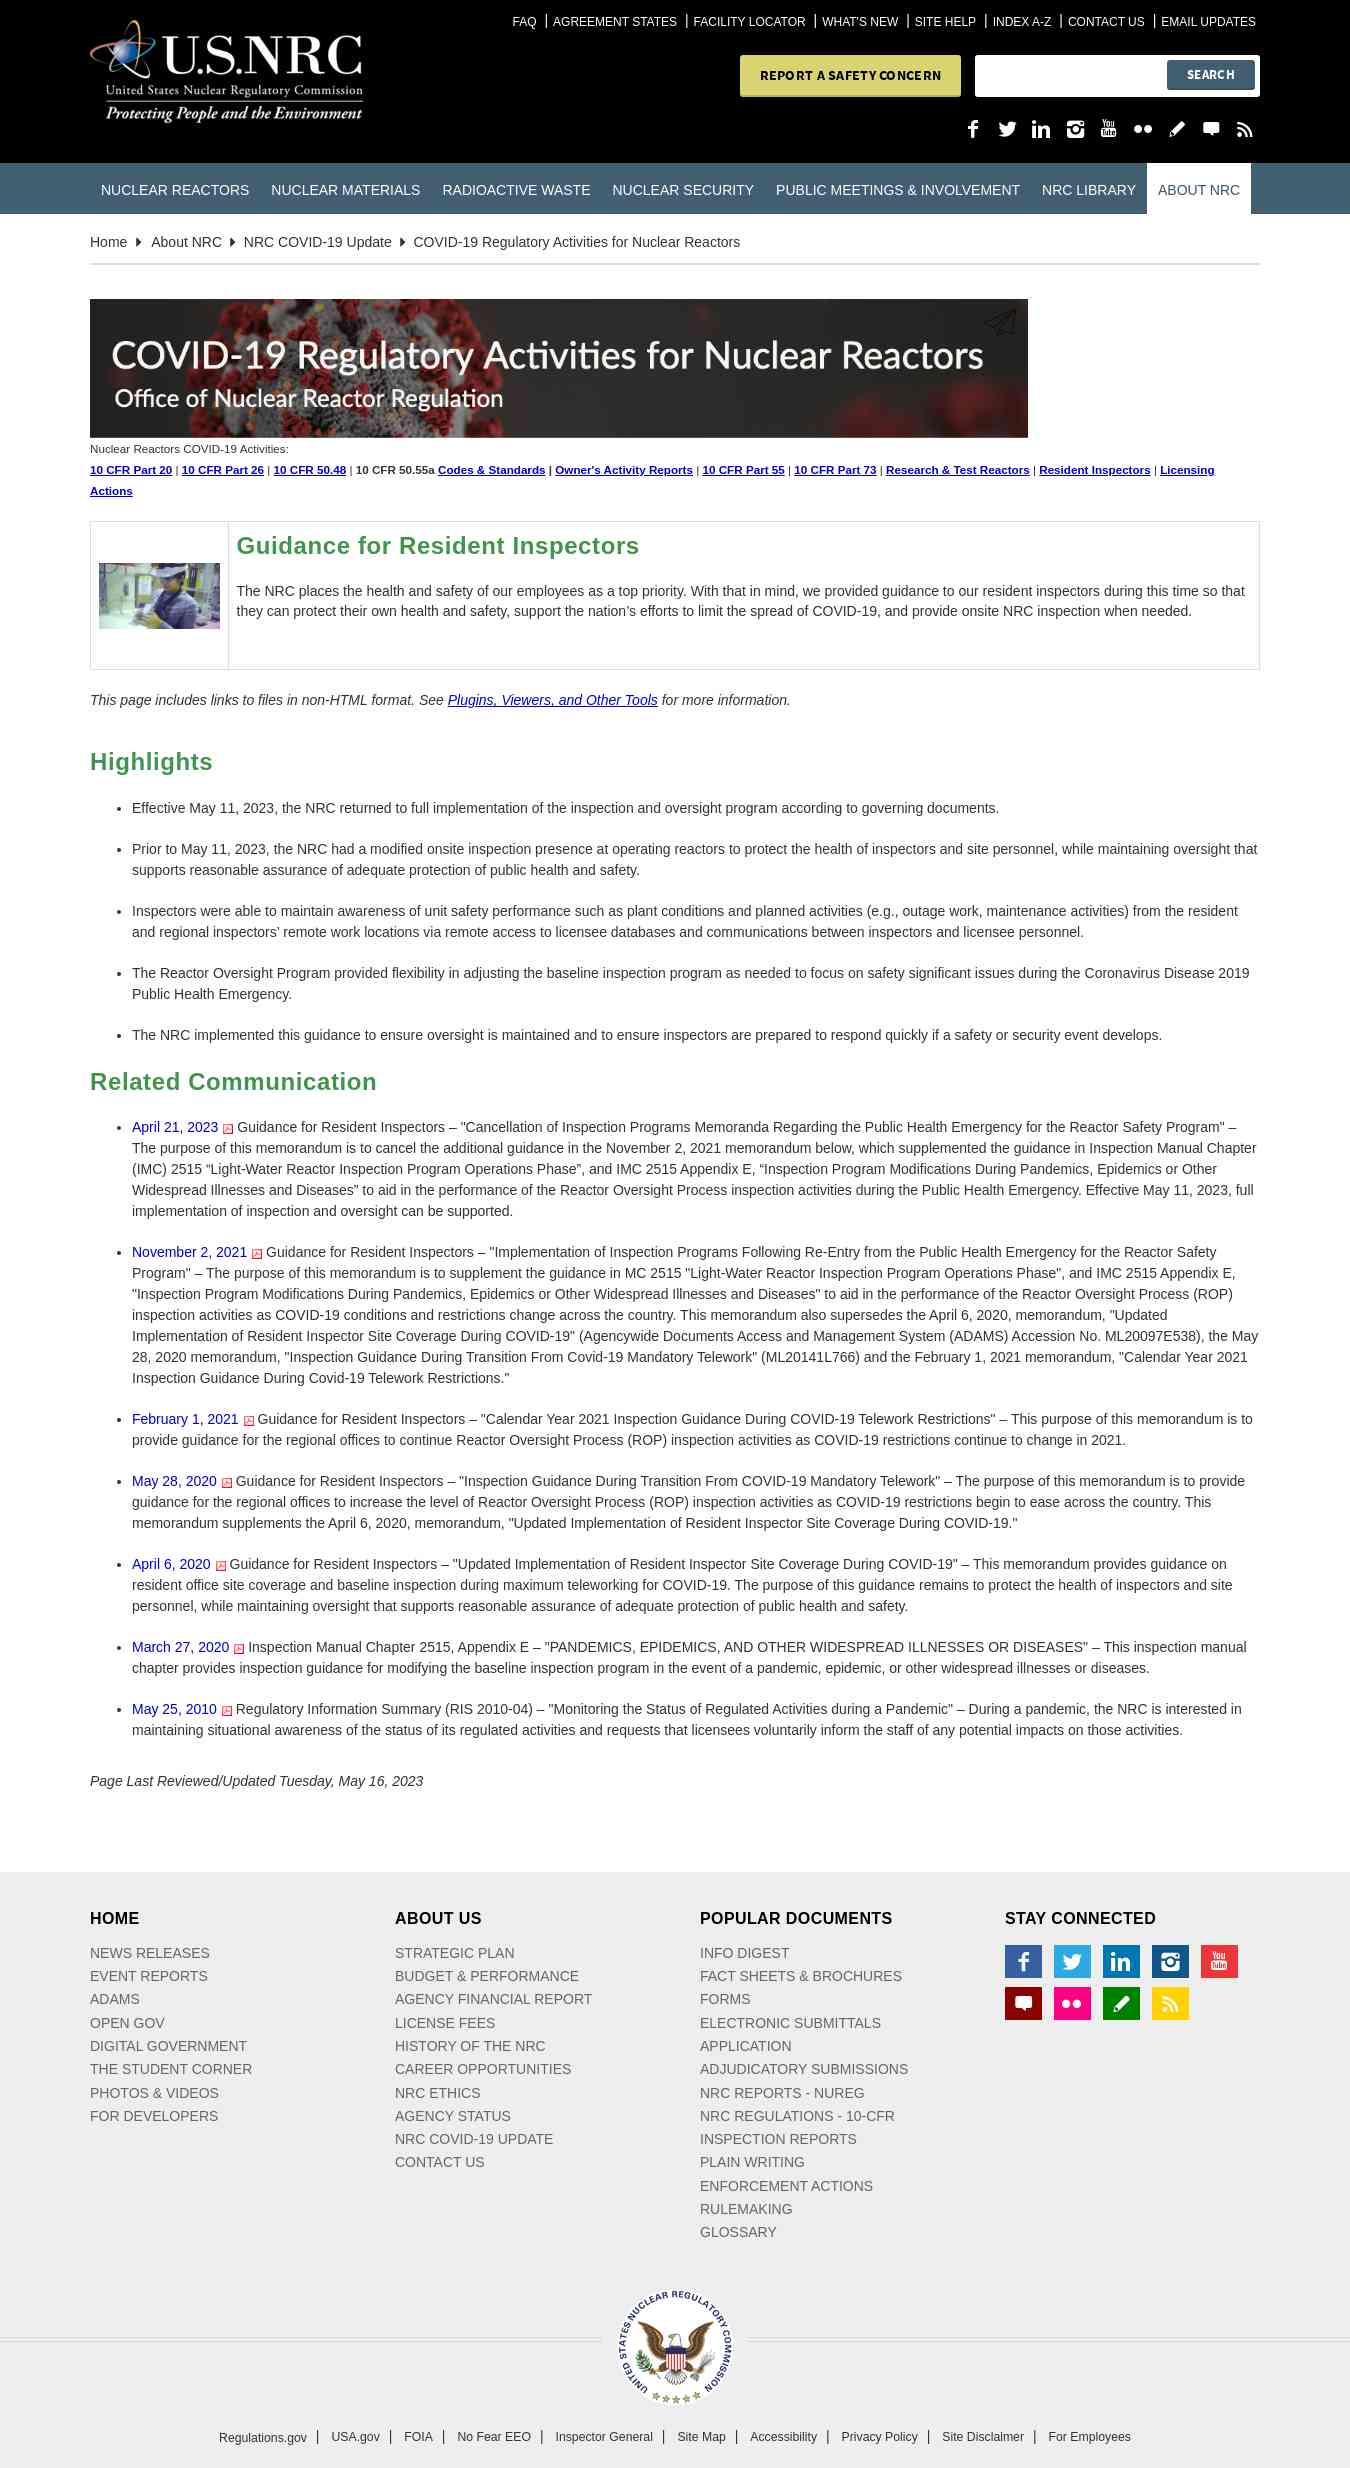 FAQ | AGREEMENT STATES | FACILITY LOCATOR | WHAT'S NEW | SITE HELP | INDEX A-Z | CONTACT US | EMAIL UPDATES
U.S.NRC
United States Nuclear Regulatory Commission
Protecting People and the Environment
REPORT A SAFETY CONCERN
SEARCH
You
Tube
NUCLEAR REACTORS NUCLEAR MATERIALS RADIOACTIVE WASTE NUCLEAR SECURITY PUBLIC MEETINGS & INVOLVEMENT NRC LIBRARY ABOUT NRC
Home About NRC NRC COVID-19 Update COVID-19 Regulatory Activities for Nuclear Reactors
COVID-19 Regulatory Activities for Nuclear Reactors
Office of Nuclear Reactor Regulation
Nuclear Reactors COVID-19 Activities:
10 CFR Part 20 | 10 CFR Part 26 | 10 CFR 50.48 | 10 CFR 50.55a Codes & Standards | Owner's Activity Reports | 10 CFR Part 55 | 10 CFR Part 73 | Research & Test Reactors | Resident Inspectors | Licensing
Actions
Guidance for Resident Inspectors
The NRC places the health and safety of our employees as a top priority. With that in mind, we provided guidance to our resident inspectors during this time so that
they can protect their own health and safety, support the nation’s efforts to limit the spread of COVID-19, and provide onsite NRC inspection when needed.
This page includes links to files in non-HTML format. See Plugins, Viewers, and Other Tools for more information.
Highlights
• Effective May 11, 2023, the NRC returned to full implementation of the inspection and oversight program according to governing documents.
• Prior to May 11, 2023, the NRC had a modified onsite inspection presence at operating reactors to protect the health of inspectors and site personnel, while maintaining oversight that
supports reasonable assurance of adequate protection of public health and safety.
• Inspectors were able to maintain awareness of unit safety performance such as plant conditions and planned activities (e.g., outage work, maintenance activities) from the resident
and regional inspectors’ remote work locations via remote access to licensee databases and communications between inspectors and licensee personnel.
• The Reactor Oversight Program provided flexibility in adjusting the baseline inspection program as needed to focus on safety significant issues during the Coronavirus Disease 2019
Public Health Emergency.
• The NRC implemented this guidance to ensure oversight is maintained and to ensure inspectors are prepared to respond quickly if a safety or security event develops.
Related Communication
• April 21, 2023 Guidance for Resident Inspectors – "Cancellation of Inspection Programs Memoranda Regarding the Public Health Emergency for the Reactor Safety Program" –
The purpose of this memorandum is to cancel the additional guidance in the November 2, 2021 memorandum below, which supplemented the guidance in Inspection Manual Chapter
(IMC) 2515 “Light-Water Reactor Inspection Program Operations Phase”, and IMC 2515 Appendix E, “Inspection Program Modifications During Pandemics, Epidemics or Other
Widespread Illnesses and Diseases” to aid in the performance of the Reactor Oversight Process inspection activities during the Public Health Emergency. Effective May 11, 2023, full
implementation of inspection and oversight can be supported.
• November 2, 2021 Guidance for Resident Inspectors – "Implementation of Inspection Programs Following Re-Entry from the Public Health Emergency for the Reactor Safety
Program" – The purpose of this memorandum is to supplement the guidance in MC 2515 "Light-Water Reactor Inspection Program Operations Phase", and IMC 2515 Appendix E,
"Inspection Program Modifications During Pandemics, Epidemics or Other Widespread Illnesses and Diseases" to aid in the performance of the Reactor Oversight Process (ROP)
inspection activities as COVID-19 conditions and restrictions change across the country. This memorandum also supersedes the April 6, 2020, memorandum, "Updated
Implementation of Resident Inspector Site Coverage During COVID-19" (Agencywide Documents Access and Management System (ADAMS) Accession No. ML20097E538), the May
28, 2020 memorandum, "Inspection Guidance During Transition From Covid-19 Mandatory Telework" (ML20141L766) and the February 1, 2021 memorandum, "Calendar Year 2021
Inspection Guidance During Covid-19 Telework Restrictions."
• February 1, 2021 Guidance for Resident Inspectors – "Calendar Year 2021 Inspection Guidance During COVID-19 Telework Restrictions" – This purpose of this memorandum is to
provide guidance for the regional offices to continue Reactor Oversight Process (ROP) inspection activities as COVID-19 restrictions continue to change in 2021.
• May 28, 2020 Guidance for Resident Inspectors – "Inspection Guidance During Transition From COVID-19 Mandatory Telework" – The purpose of this memorandum is to provide
guidance for the regional offices to increase the level of Reactor Oversight Process (ROP) inspection activities as COVID-19 restrictions begin to ease across the country. This
memorandum supplements the April 6, 2020, memorandum, "Updated Implementation of Resident Inspector Site Coverage During COVID-19."
• April 6, 2020 Guidance for Resident Inspectors – "Updated Implementation of Resident Inspector Site Coverage During COVID-19" – This memorandum provides guidance on
resident office site coverage and baseline inspection during maximum teleworking for COVID-19. The purpose of this guidance remains to protect the health of inspectors and site
personnel, while maintaining oversight that supports reasonable assurance of adequate protection of public health and safety.
• March 27, 2020 Inspection Manual Chapter 2515, Appendix E – "PANDEMICS, EPIDEMICS, AND OTHER WIDESPREAD ILLNESSES OR DISEASES" – This inspection manual
chapter provides inspection guidance for modifying the baseline inspection program in the event of a pandemic, epidemic, or other widespread illnesses or diseases.
• May 25, 2010 Regulatory Information Summary (RIS 2010-04) – "Monitoring the Status of Regulated Activities during a Pandemic" – During a pandemic, the NRC is interested in
maintaining situational awareness of the status of its regulated activities and requests that licensees voluntarily inform the staff of any potential impacts on those activities.
Page Last Reviewed/Updated Tuesday, May 16, 2023
HOME
NEWS RELEASES
EVENT REPORTS
ADAMS
OPEN GOV
DIGITAL GOVERNMENT
THE STUDENT CORNER
PHOTOS & VIDEOS
FOR DEVELOPERS
ABOUT US
STRATEGIC PLAN
BUDGET & PERFORMANCE
AGENCY FINANCIAL REPORT
LICENSE FEES
HISTORY OF THE NRC
CAREER OPPORTUNITIES
NRC ETHICS
AGENCY STATUS
NRC COVID-19 UPDATE
CONTACT US
POPULAR DOCUMENTS
INFO DIGEST
FACT SHEETS & BROCHURES
FORMS
ELECTRONIC SUBMITTALS
APPLICATION
ADJUDICATORY SUBMISSIONS
NRC REPORTS - NUREG
NRC REGULATIONS - 10-CFR
INSPECTION REPORTS
PLAIN WRITING
ENFORCEMENT ACTIONS
RULEMAKING
GLOSSARY
STAY CONNECTED
You
Tube
UNITED STATES NUCLEAR REGULATORY COMMISSION
Regulations.gov | USA.gov | FOIA | No Fear EEO | Inspector General | Site Map | Accessibility | Privacy Policy | Site Disclaimer | For Employees